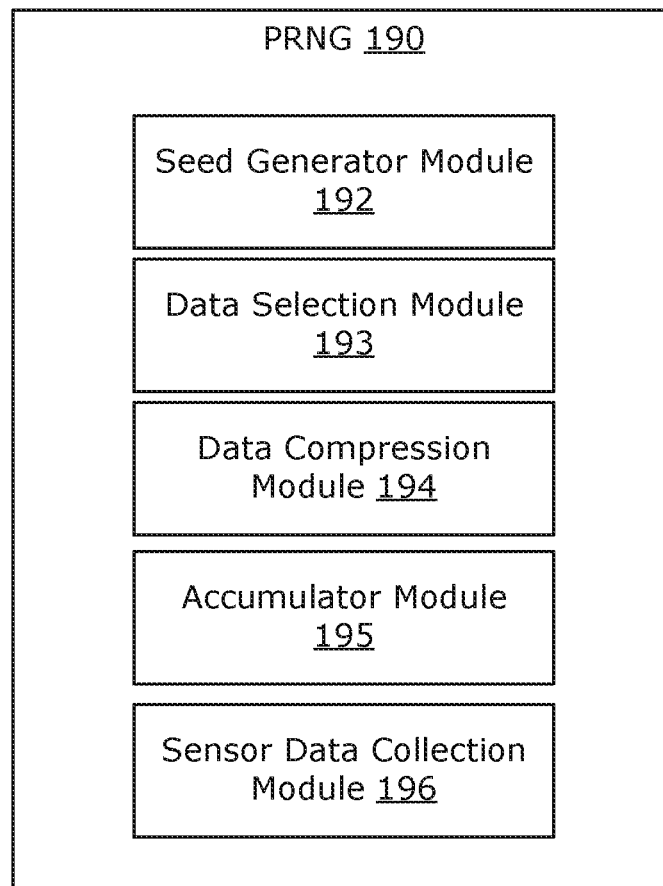 PRNG 190
Seed Generator Module
192
Data Selection Module
193
Data Compression
Module 194
Accumulator Module
195
Sensor Data Collection
Module 196